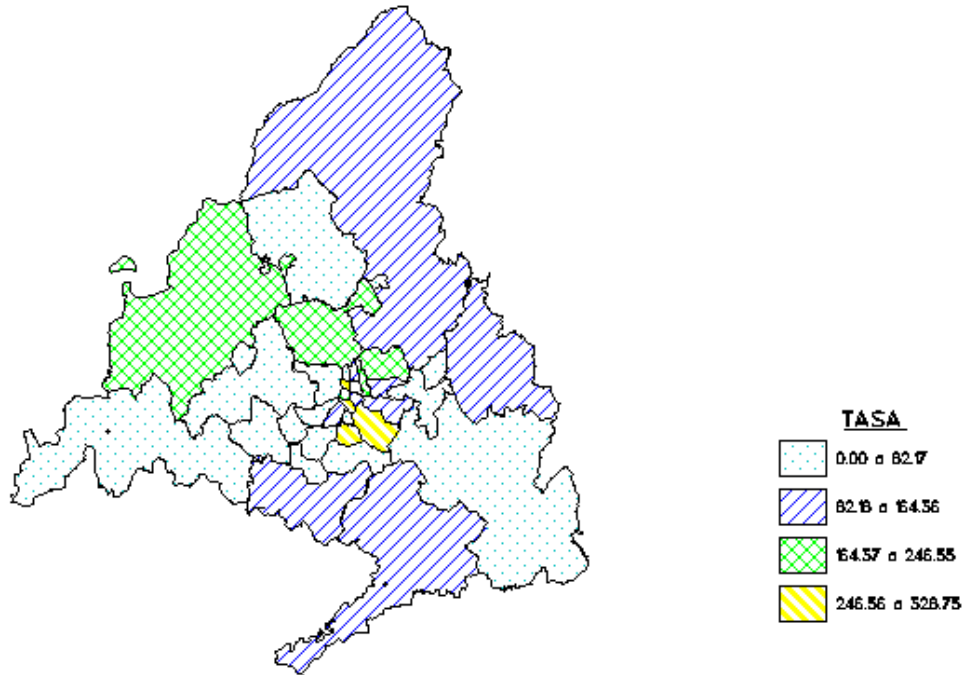 TASA
0.00 a 82.17
82.18 a 164.36
164.37 a 246.55
246.56 a 328.75